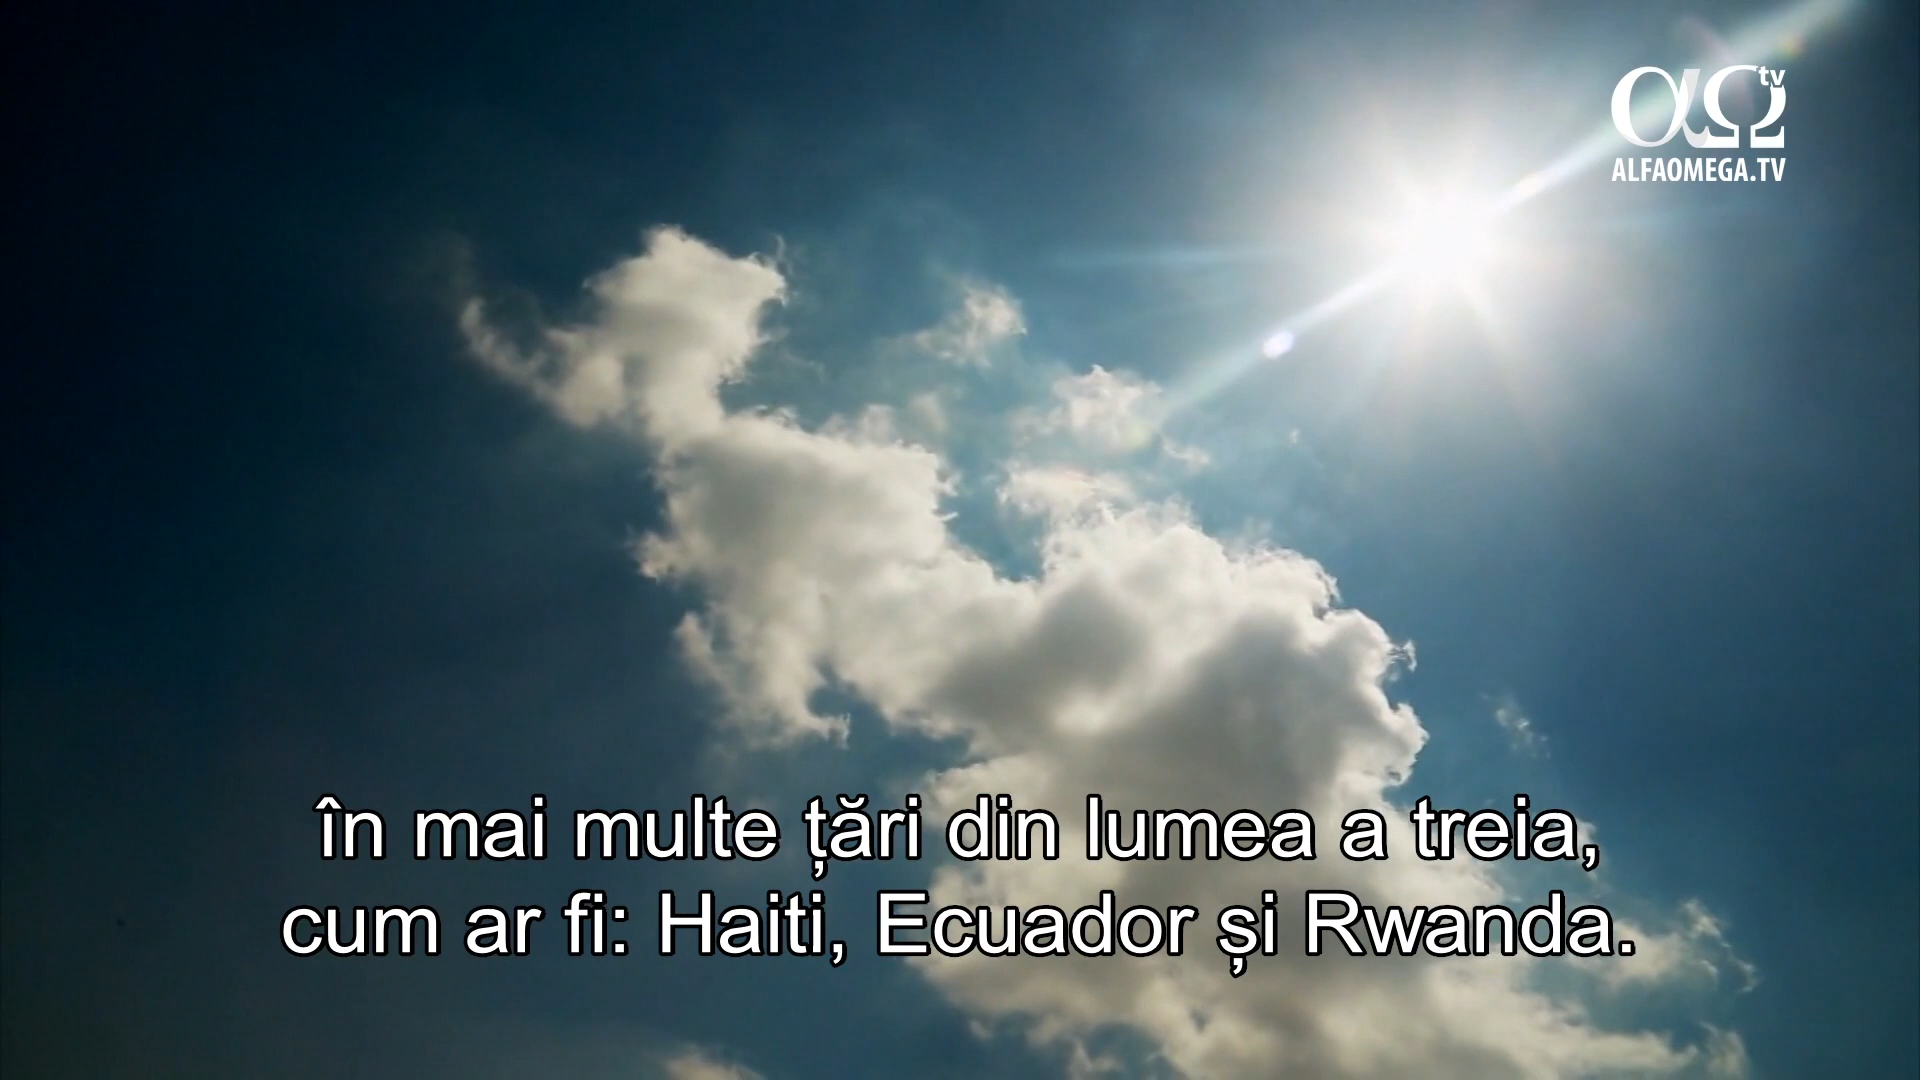 αΩ tv
ALFAOMEGA.TV
în mai multe țări din lumea a treia,
cum ar fi: Haiti, Ecuador și Rwanda.